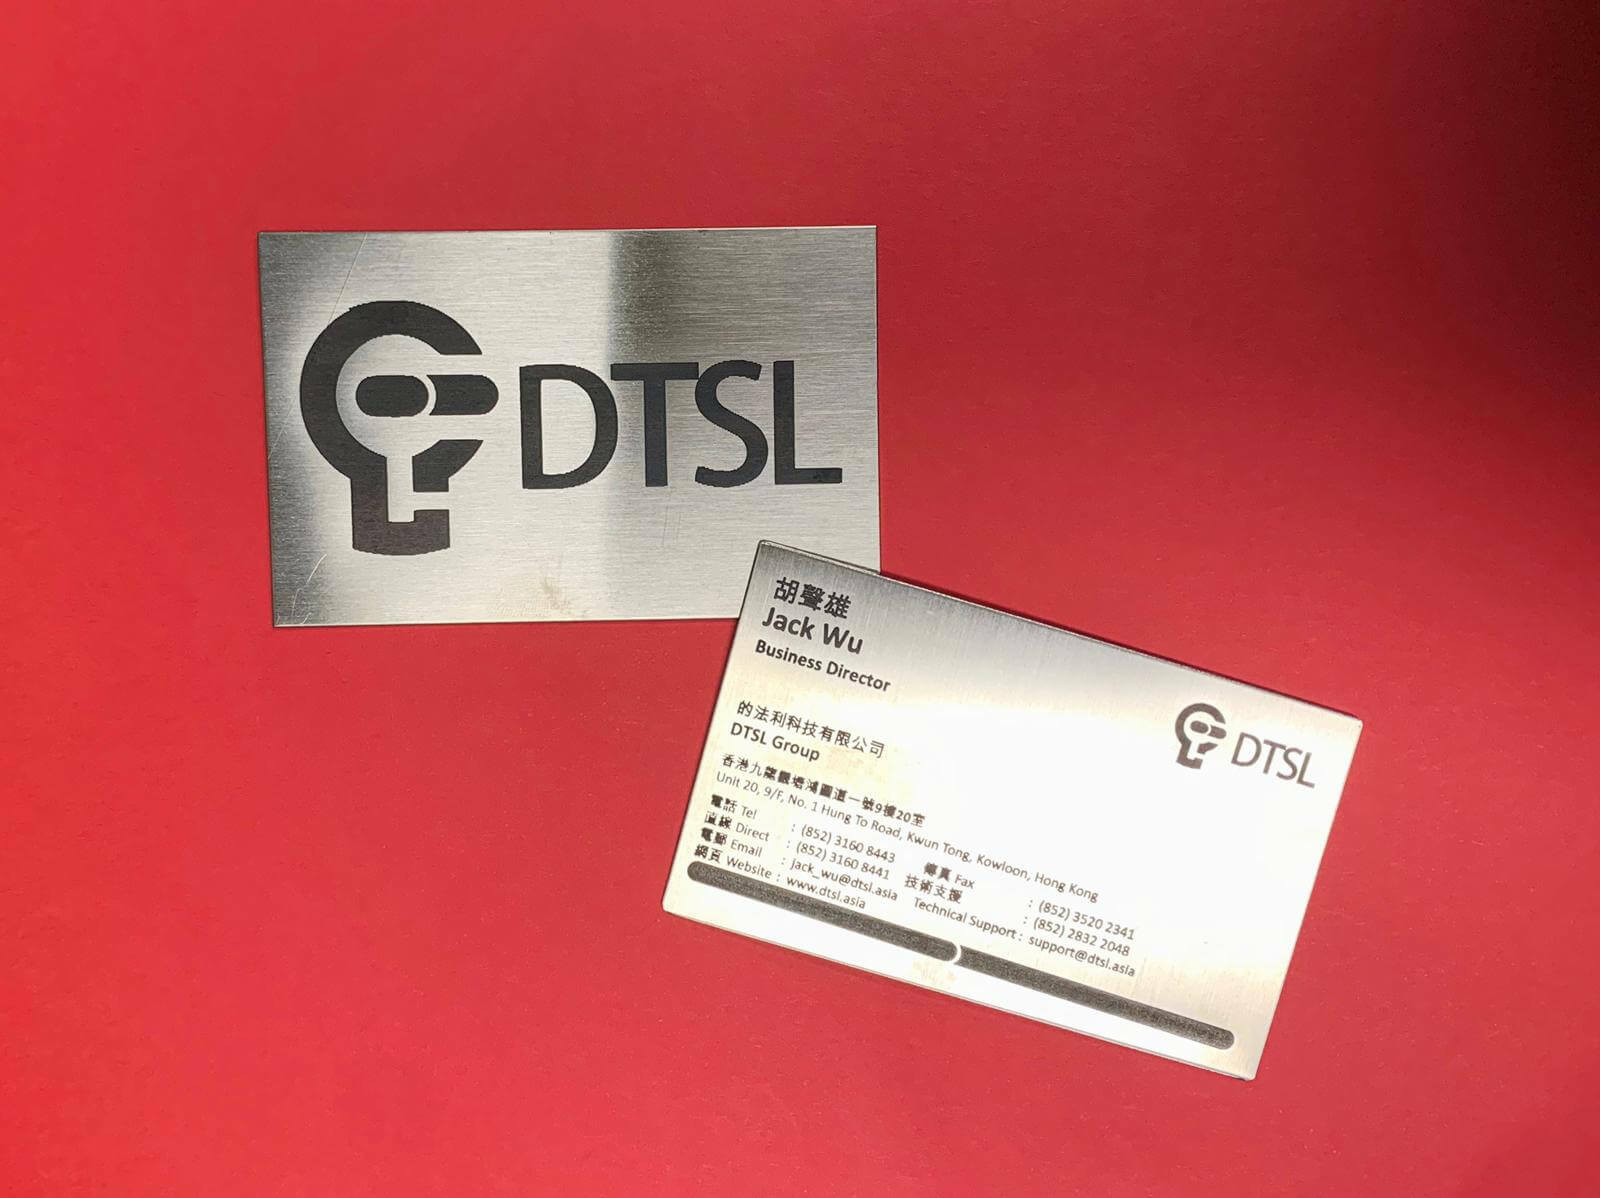 DTSL
胡聲雄
Jack Wu
Business Director
DTSL
的法利科技有限公司
DTSL Group
香港九龍觀塘鴻圖道一號9樓20室
Unit 20, 9/F, No. 1 Hung To Road, Kwun Tong, Kowloon, Hong Kong
電話 Tel : (852) 3160 8443 傳真 Fax : (852) 3520 2341
直線 Direct : (852) 3160 8441 技術支援 : (852) 2832 2048
電郵 Email : jack_wu@dtsl.asia Technical Support : support@dtsl.asia
網頁 Website : www.dtsl.asia